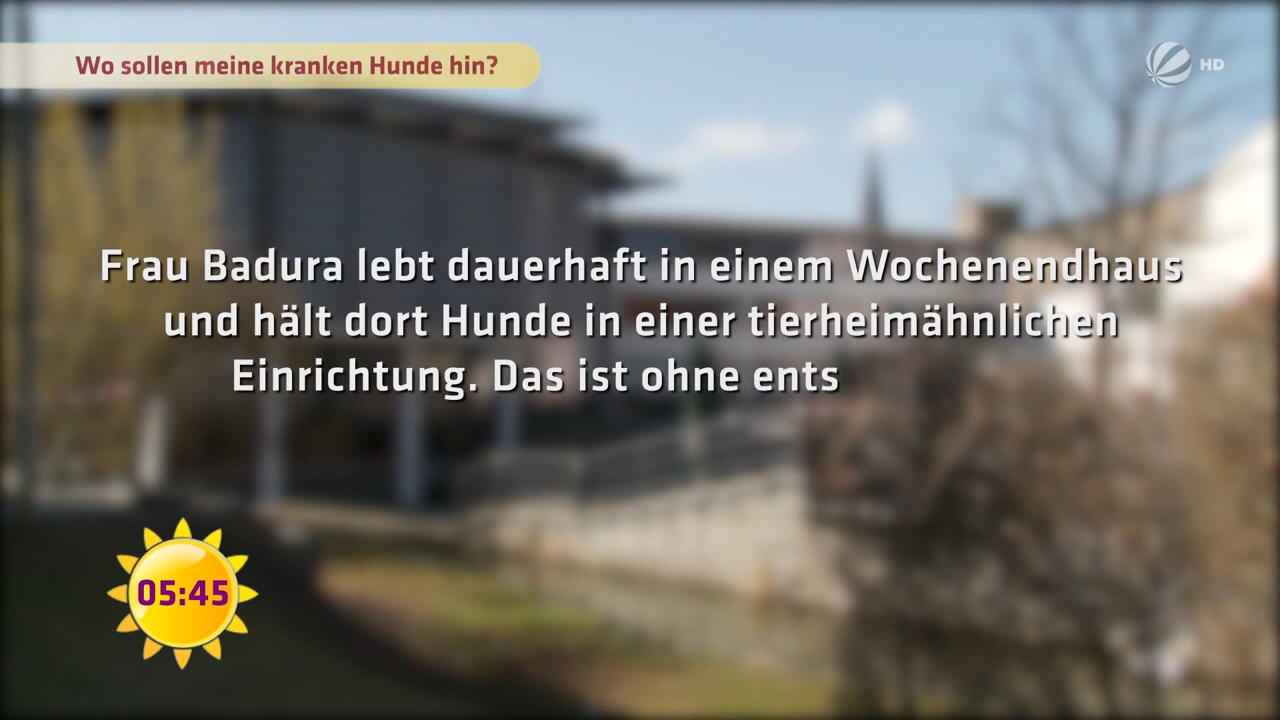 Wo sollen meine kranken Hunde hin?
HD
Frau Badura lebt dauerhaft in einem Wochenendhaus
und hält dort Hunde in einer tierheimähnlichen
Einrichtung. Das ist ohne ents
05:45